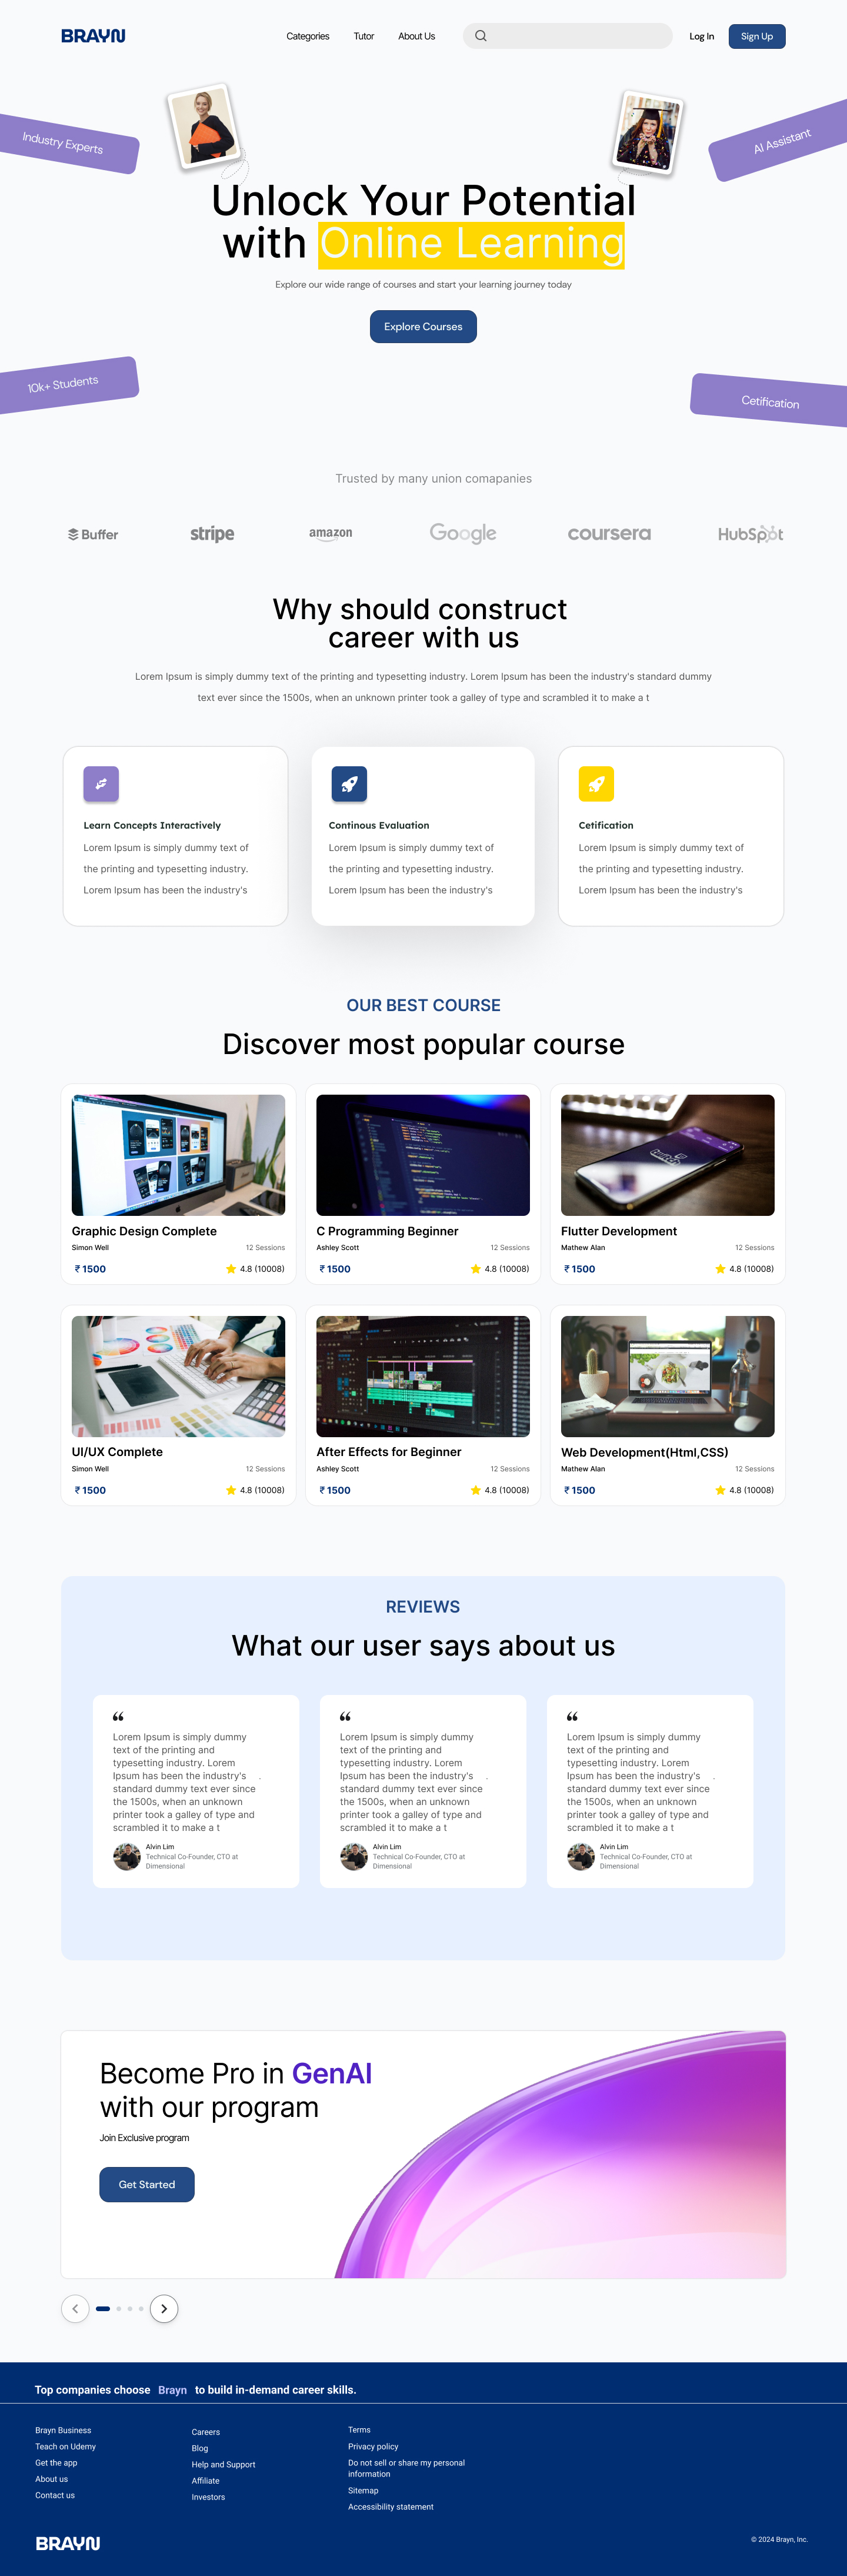 BRAYN
Categories
Tutor
About Us
Log In
Sign Up
Industry Experts
AI Assistant
Unlock Your Potential
with Online Learning
Explore our wide range of courses and start your learning journey today
Explore Courses
10k+ Students
Cetification
Trusted by many union comapanies
Buffer
stripe
amazon
Google
coursera
HubSpot
Why should construct
career with us
Lorem Ipsum is simply dummy text of the printing and typesetting industry. Lorem Ipsum has been the industry's standard dummy
text ever since the 1500s, when an unknown printer took a galley of type and scrambled it to make a t
Learn Concepts Interactively
Lorem Ipsum is simply dummy text of
the printing and typesetting industry.
Lorem Ipsum has been the industry's
Continous Evaluation
Lorem Ipsum is simply dummy text of
the printing and typesetting industry.
Lorem Ipsum has been the industry's
Cetification
Lorem Ipsum is simply dummy text of
the printing and typesetting industry.
Lorem Ipsum has been the industry's
OUR BEST COURSE
Discover most popular course
Graphic Design Complete
Simon Well
12 Sessions
₹ 1500
4.8 (10008)
C Programming Beginner
Ashley Scott
12 Sessions
₹ 1500
4.8 (10008)
Flutter Development
Mathew Alan
12 Sessions
₹ 1500
4.8 (10008)
UI/UX Complete
Simon Well
12 Sessions
₹ 1500
4.8 (10008)
After Effects for Beginner
Ashley Scott
12 Sessions
₹ 1500
4.8 (10008)
Web Development(Html,CSS)
Mathew Alan
12 Sessions
₹ 1500
4.8 (10008)
REVIEWS
What our user says about us
“
Lorem Ipsum is simply dummy
text of the printing and
typesetting industry. Lorem
Ipsum has been the industry's .
standard dummy text ever since
the 1500s, when an unknown
printer took a galley of type and
scrambled it to make a t
Alvin Lim
Technical Co-Founder, CTO at
Dimensional
“
Lorem Ipsum is simply dummy
text of the printing and
typesetting industry. Lorem
Ipsum has been the industry's .
standard dummy text ever since
the 1500s, when an unknown
printer took a galley of type and
scrambled it to make a t
Alvin Lim
Technical Co-Founder, CTO at
Dimensional
“
Lorem Ipsum is simply dummy
text of the printing and
typesetting industry. Lorem
Ipsum has been the industry's .
standard dummy text ever since
the 1500s, when an unknown
printer took a galley of type and
scrambled it to make a t
Alvin Lim
Technical Co-Founder, CTO at
Dimensional
Become Pro in GenAI
with our program
Join Exclusive program
Get Started
Top companies choose Brayn to build in-demand career skills.
Brayn Business
Teach on Udemy
Get the app
About us
Contact us
Careers
Blog
Help and Support
Affiliate
Investors
Terms
Privacy policy
Do not sell or share my personal
information
Sitemap
Accessibility statement
BRAYN
© 2024 Brayn, Inc.